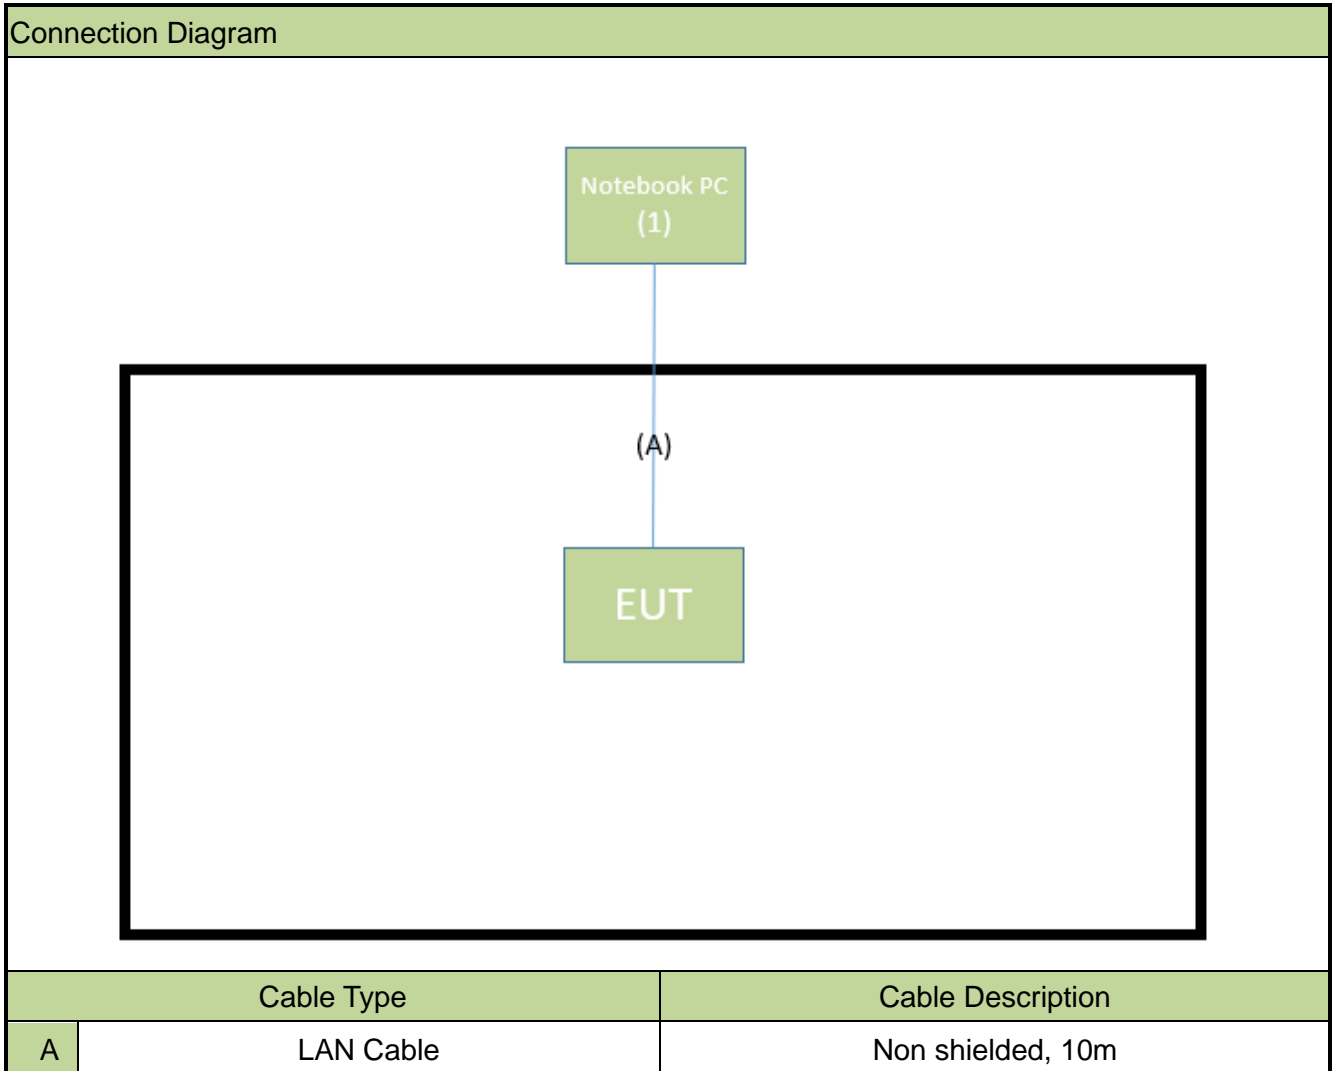 Connection Diagram
Notebook PC
(1)
(A)
EUT
Cable Type Cable Description
A LAN Cable Non shielded, 10m